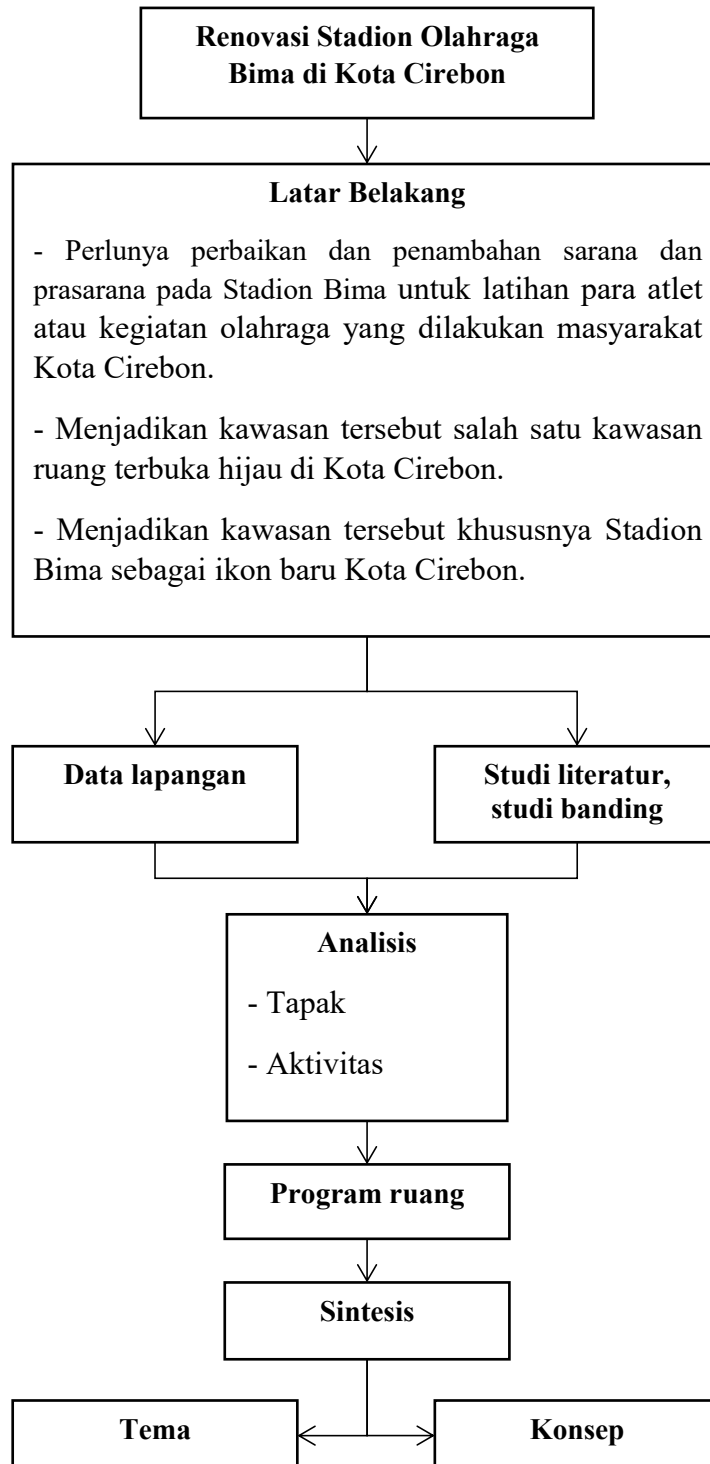 Renovasi Stadion Olahraga
Bima di Kota Cirebon
Latar Belakang
- Perlunya perbaikan dan penambahan sarana dan
prasarana pada Stadion Bima untuk latihan para atlet
atau kegiatan olahraga yang dilakukan masyarakat
Kota Cirebon.
- Menjadikan kawasan tersebut salah satu kawasan
ruang terbuka hijau di Kota Cirebon.
- Menjadikan kawasan tersebut khususnya Stadion
Bima sebagai ikon baru Kota Cirebon.
Data lapangan
Studi literatur,
studi banding
Analisis
- Tapak
- Aktivitas
Program ruang
Sintesis
Tema
Konsep